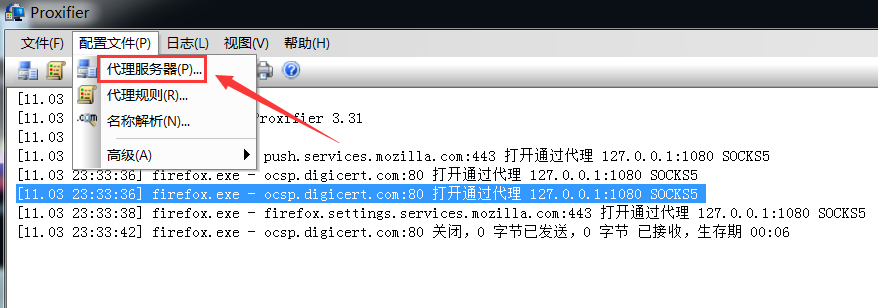 Proxifier
文件(F) 配置文件(P) 日志(L) 视图(V) 帮助(H)
代理服务器(P)...
代理规则(R)...
.com 名称解析(N)...
高级(A)
[11.03
[11.03 roxifier 3.31
[11.03
[11.03 push.services.mozilla.com:443 打开通过代理 127.0.0.1:1080 SOCKS5
[11.03 23:33:36] firefox.exe - ocsp.digicert.com:80 打开通过代理 127.0.0.1:1080 SOCKS5
[11.03 23:33:36] firefox.exe - ocsp.digicert.com:80 打开通过代理 127.0.0.1:1080 SOCKS5
[11.03 23:33:38] firefox.exe - firefox.settings.services.mozilla.com:443 打开通过代理 127.0.0.1:1080 SOCKS5
[11.03 23:33:42] firefox.exe - ocsp.digicert.com:80 关闭，0 字节已发送，0 字节 已接收，生存期 00:06